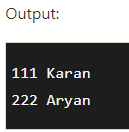 Output:
111 Karan
222 Aryan